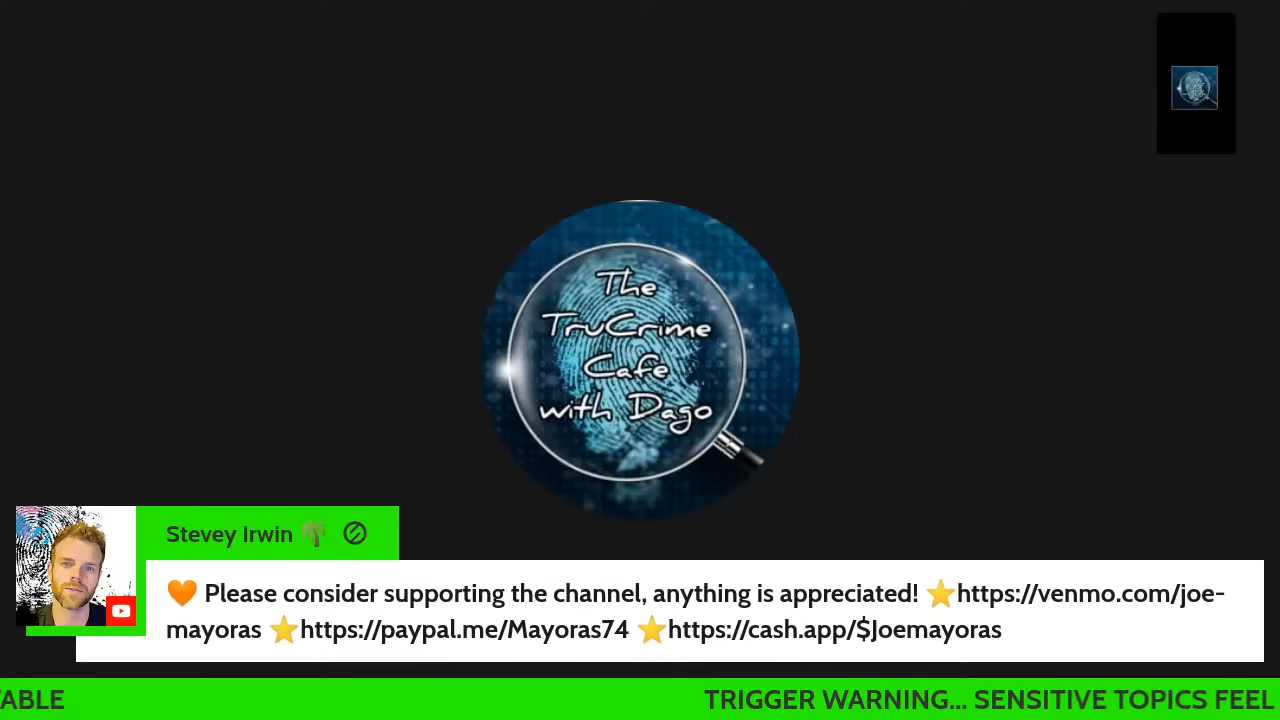 The
TruCrime
Cafe
with Dago
Stevey Irwin 🌴
🧡 Please consider supporting the channel, anything is appreciated! ⭐https://venmo.com/joe-
mayoras ⭐https://paypal.me/Mayoras74 ⭐https://cash.app/$Joemayoras
TABLE TRIGGER WARNING... SENSITIVE TOPICS FEEL